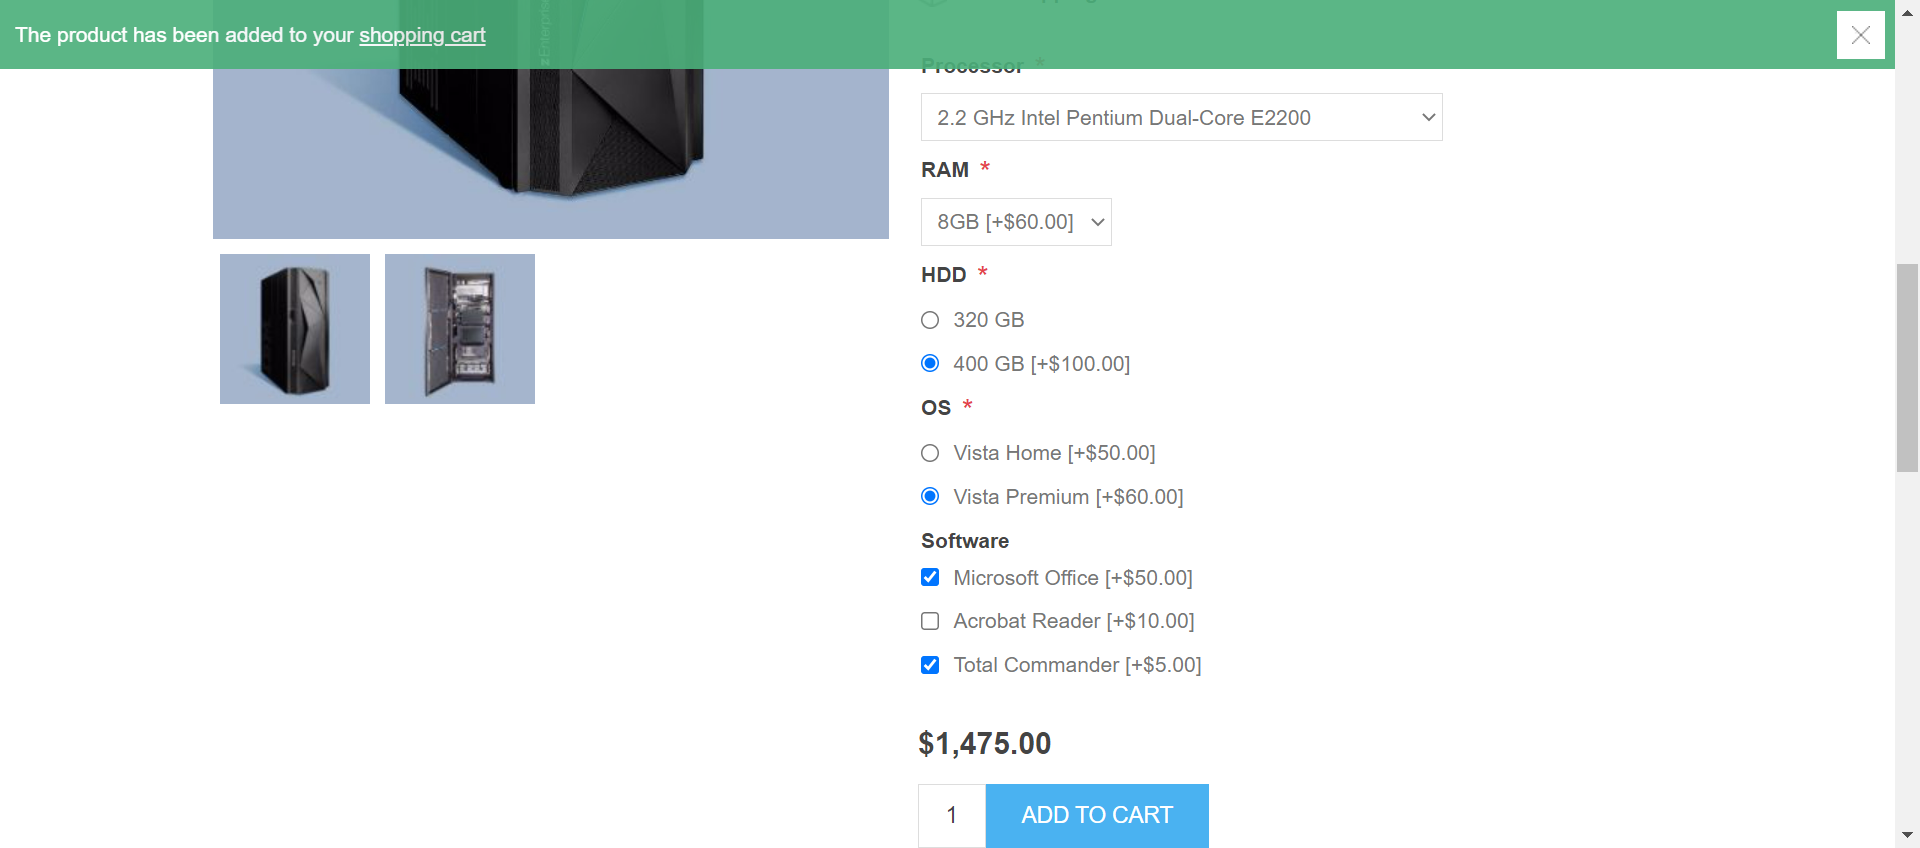 The product has been added to your shopping cart
Enterprise
Processor *
2.2 GHz Intel Pentium Dual-Core E2200
RAM *
8GB [+$60.00]
HDD *
320 GB
400 GB [+$100.00]
OS *
Vista Home [+$50.00]
Vista Premium [+$60.00]
Software
Microsoft Office [+$50.00]
Acrobat Reader [+$10.00]
Total Commander [+$5.00]
$1,475.00
1
ADD TO CART